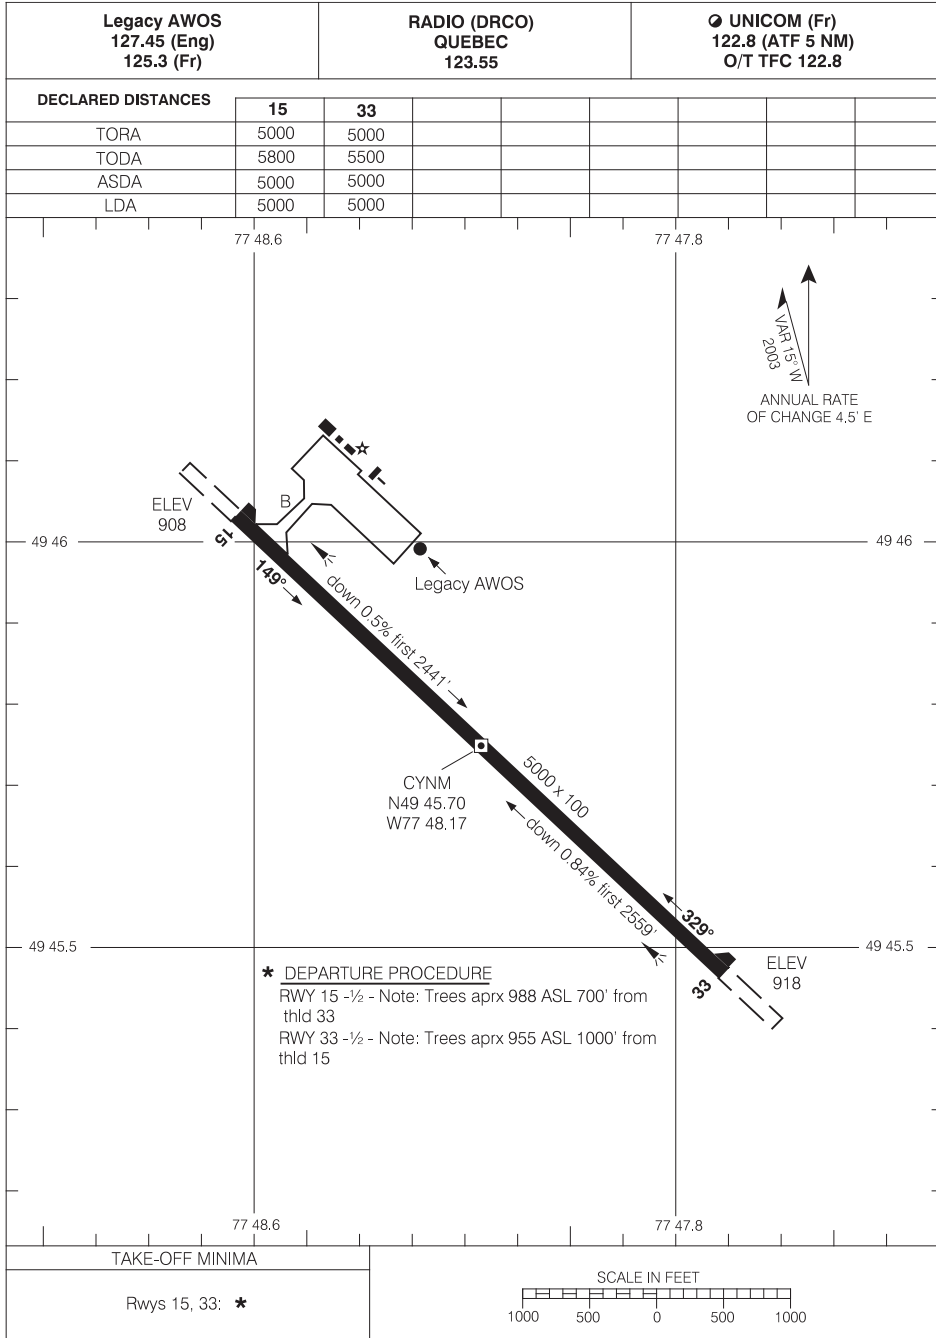 Legacy AWOS
127.45 (Eng)
125.3 (Fr)
RADIO (DRCO)
QUEBEC
123.55
UNICOM (Fr)
122.8 (ATF 5 NM)
O/T TFC 122.8
DECLARED DISTANCES
15 33
TORA 5000 5000
TODA 5800 5500
ASDA 5000 5000
LDA 5000 5000
77 48.6 77 47.8
VAR 15° W
2003
ANNUAL RATE
OF CHANGE 4.5' E
B
ELEV
908
15
49 46 49 46
149°
Legacy AWOS
down 0.5% first 2441'
CYNM
N49 45.70
W77 48.17
5000 x 100
down 0.84% first 2559'
329°
49 45.5 49 45.5
ELEV
918
33
* DEPARTURE PROCEDURE
RWY 15 -½ - Note: Trees aprx 988 ASL 700' from
thld 33
RWY 33 -½ - Note: Trees aprx 955 ASL 1000' from
thld 15
77 48.6 77 47.8
TAKE-OFF MINIMA
Rwys 15, 33: *
SCALE IN FEET
1000 500 0 500 1000